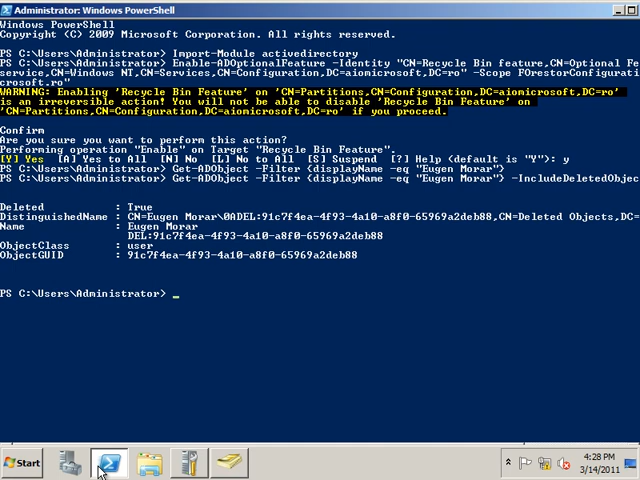 Administrator: Windows PowerShell
Windows PowerShell
Copyright (C) 2009 Microsoft Corporation. All rights reserved.
PS C:\Users\Administrator> Import-Module activedirectory
PS C:\Users\Administrator> Enable-ADOptionalFeature -Identity "CN=Recycle Bin feature,CN=Optional Fe
service,CN=Windows NT,CN=Services,CN=Configuration,DC=aiomicrosoft,DC=ro" -Scope FOrestorConfigurati
crosoft.ro"
WARNING: Enabling 'Recycle Bin Feature' on 'CN=Partitions,CN=Configuration,DC=aiomicrosoft,DC=ro'
is an irreversible action! You will not be able to disable 'Recycle Bin Feature' on
'CN=Partitions,CN=Configuration,DC=aiomicrosoft,DC=ro' if you proceed.
Confirm
Are you sure you want to perform this action?
Performing operation "Enable" on Target "Recycle Bin Feature".
[Y] Yes [A] Yes to All [N] No [L] No to All [S] Suspend [?] Help (default is "Y"): y
PS C:\Users\Administrator> Get-ADObject -Filter {displayName -eq "Eugen Morar"}
PS C:\Users\Administrator> Get-ADObject -Filter {displayName -eq "Eugen Morar"} -IncludeDeletedObjec
Deleted : True
DistinguishedName : CN=Eugen Morar\0ADEL:91c7f4ea-4f93-4a10-a8f0-65969a2deb88,CN=Deleted Objects,DC=
Name : Eugen Morar
DEL:91c7f4ea-4f93-4a10-a8f0-65969a2deb88
ObjectClass : user
ObjectGUID : 91c7f4ea-4f93-4a10-a8f0-65969a2deb88
PS C:\Users\Administrator> _
Start
4:28 PM
3/14/2011